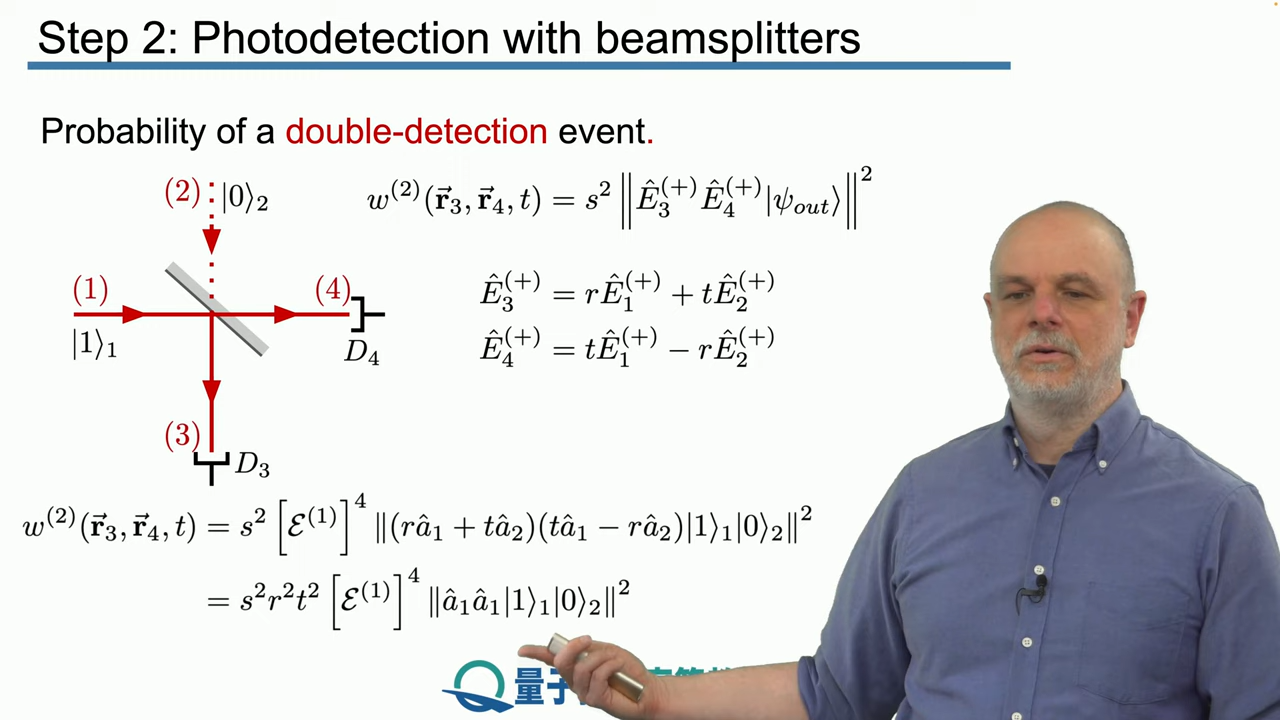 Step 2: Photodetection with beamsplitters
Probability of a double-detection event.
(2) |0⟩₂
w⁽²⁾(r⃗₃, r⃗₄, t) = s² ‖Ê₃⁽⁺⁾Ê₄⁽⁺⁾|ψₒᵤₜ⟩‖²
(1) (4)
|1⟩₁ D₄
Ê₃⁽⁺⁾ = rÊ₁⁽⁺⁾ + tÊ₂⁽⁺⁾
Ê₄⁽⁺⁾ = tÊ₁⁽⁺⁾ − rÊ₂⁽⁺⁾
(3) D₃
w⁽²⁾(r⃗₃, r⃗₄, t) = s² [ℰ⁽¹⁾]⁴ ‖(râ₁ + tâ₂)(tâ₁ − râ₂)|1⟩₁|0⟩₂‖²
= s²r²t² [ℰ⁽¹⁾]⁴ ‖â₁â₁|1⟩₁|0⟩₂‖²
量子